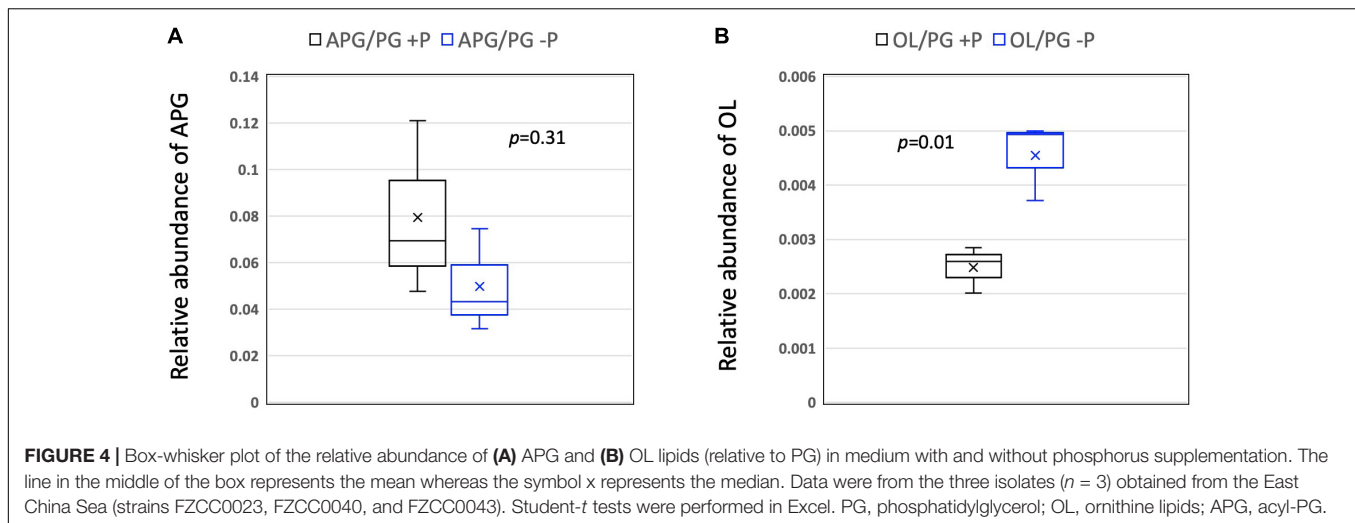 A
□ APG/PG +P □ APG/PG -P
Relative abundance of APG
0.14
0.12
0.1
0.08
0.06
0.04
0.02
0
p=0.31
B
□ OL/PG +P □ OL/PG -P
Relative abundance of OL
0.006
0.005
0.004
0.003
0.002
0.001
0
p=0.01
FIGURE 4 | Box-whisker plot of the relative abundance of (A) APG and (B) OL lipids (relative to PG) in medium with and without phosphorus supplementation. The
line in the middle of the box represents the mean whereas the symbol x represents the median. Data were from the three isolates (n = 3) obtained from the East
China Sea (strains FZCC0023, FZCC0040, and FZCC0043). Student-t tests were performed in Excel. PG, phosphatidylglycerol; OL, ornithine lipids; APG, acyl-PG.